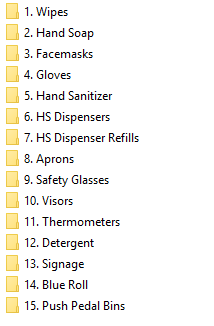 1. Wipes
2. Hand Soap
3. Facemasks
4. Gloves
5. Hand Sanitizer
6. HS Dispensers
7. HS Dispenser Refills
8. Aprons
9. Safety Glasses
10. Visors
11. Thermometers
12. Detergent
13. Signage
14. Blue Roll
15. Push Pedal Bins